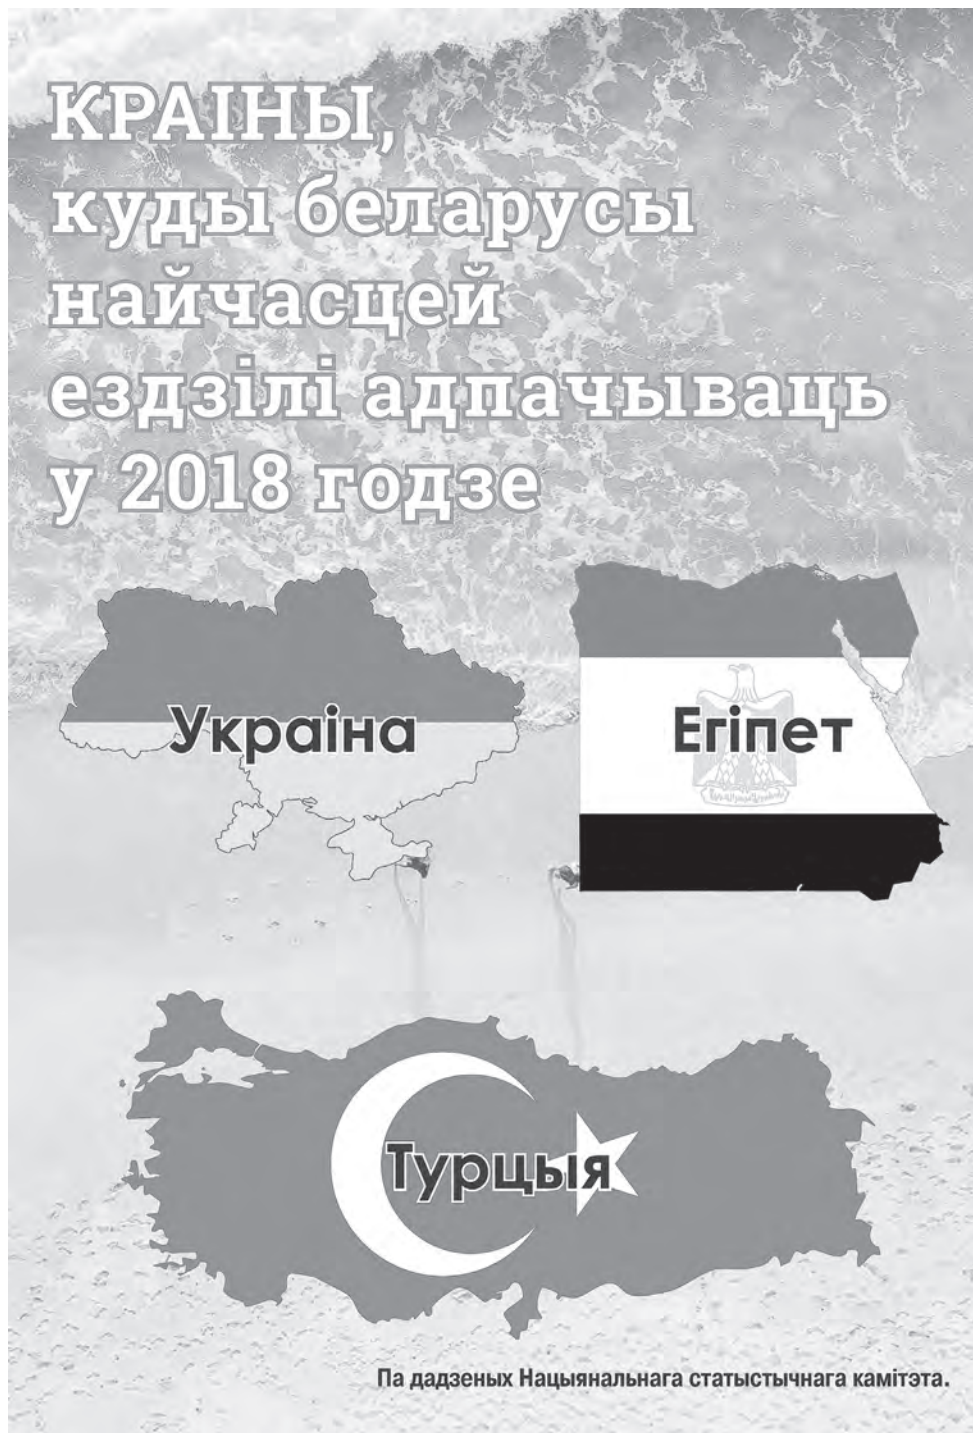 КРАІНЫ,
куды беларусы
найчасцей
ездзілі адпачываць
у 2018 годзе
Украіна
Егіпет
Турцыя
Па дадзеных Нацыянальнага статыстычнага камітэта.